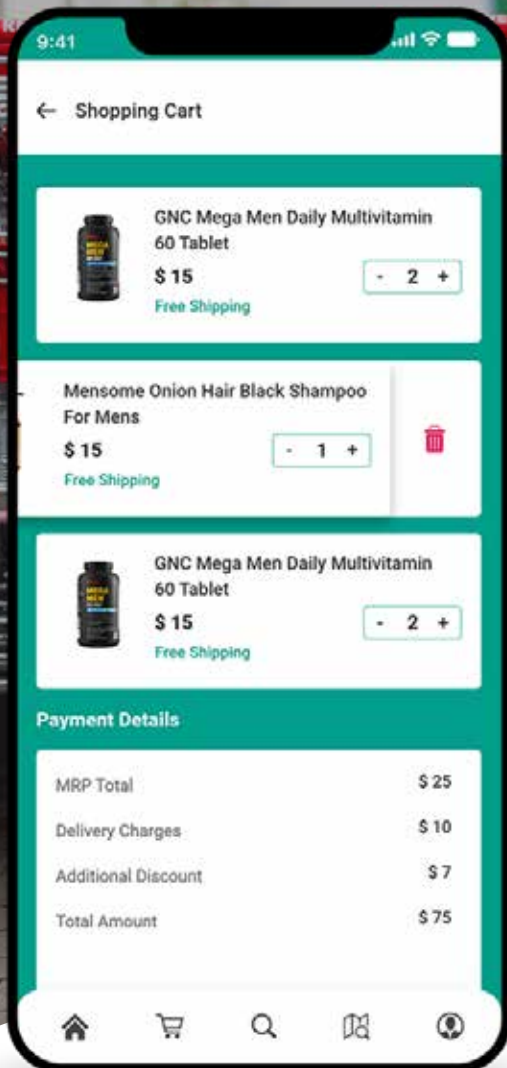 9:41
Shopping Cart
GNC Mega Men Daily Multivitamin
60 Tablet
$ 15
- 2 +
Free Shipping
Mensome Onion Hair Black Shampoo
For Mens
$ 15
- 1 +
Free Shipping
GNC Mega Men Daily Multivitamin
60 Tablet
$ 15
- 2 +
Free Shipping
Payment Details
MRP Total $ 25
Delivery Charges $ 10
Additional Discount $ 7
Total Amount $ 75